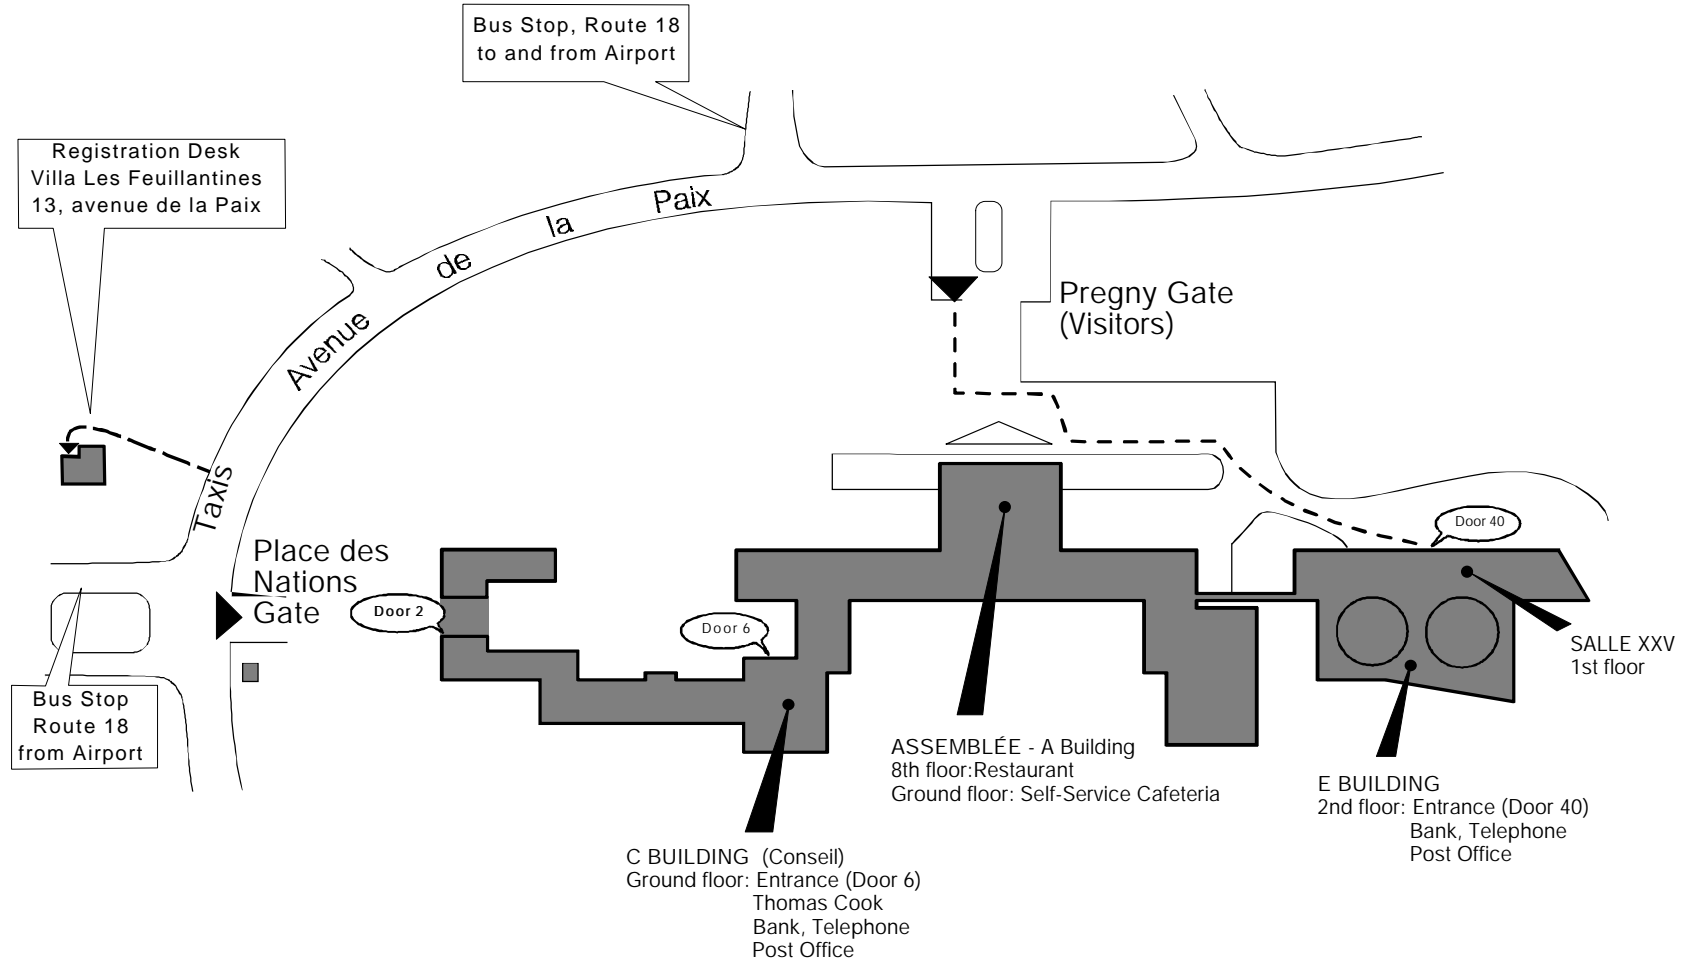 Bus Stop, Route 18
to and from Airport
Registration Desk
Villa Les Feuillantines
13, avenue de la Paix
Avenue de la Paix
Pregny Gate
(Visitors)
Taxis
Place des
Nations
Gate
Door 40
Door 2
Door 6
SALLE XXV
1st floor
Bus Stop
Route 18
from Airport
ASSEMBLÉE - A Building
8th floor:Restaurant
Ground floor: Self-Service Cafeteria
E BUILDING
2nd floor: Entrance (Door 40)
Bank, Telephone
Post Office
C BUILDING (Conseil)
Ground floor: Entrance (Door 6)
Thomas Cook
Bank, Telephone
Post Office